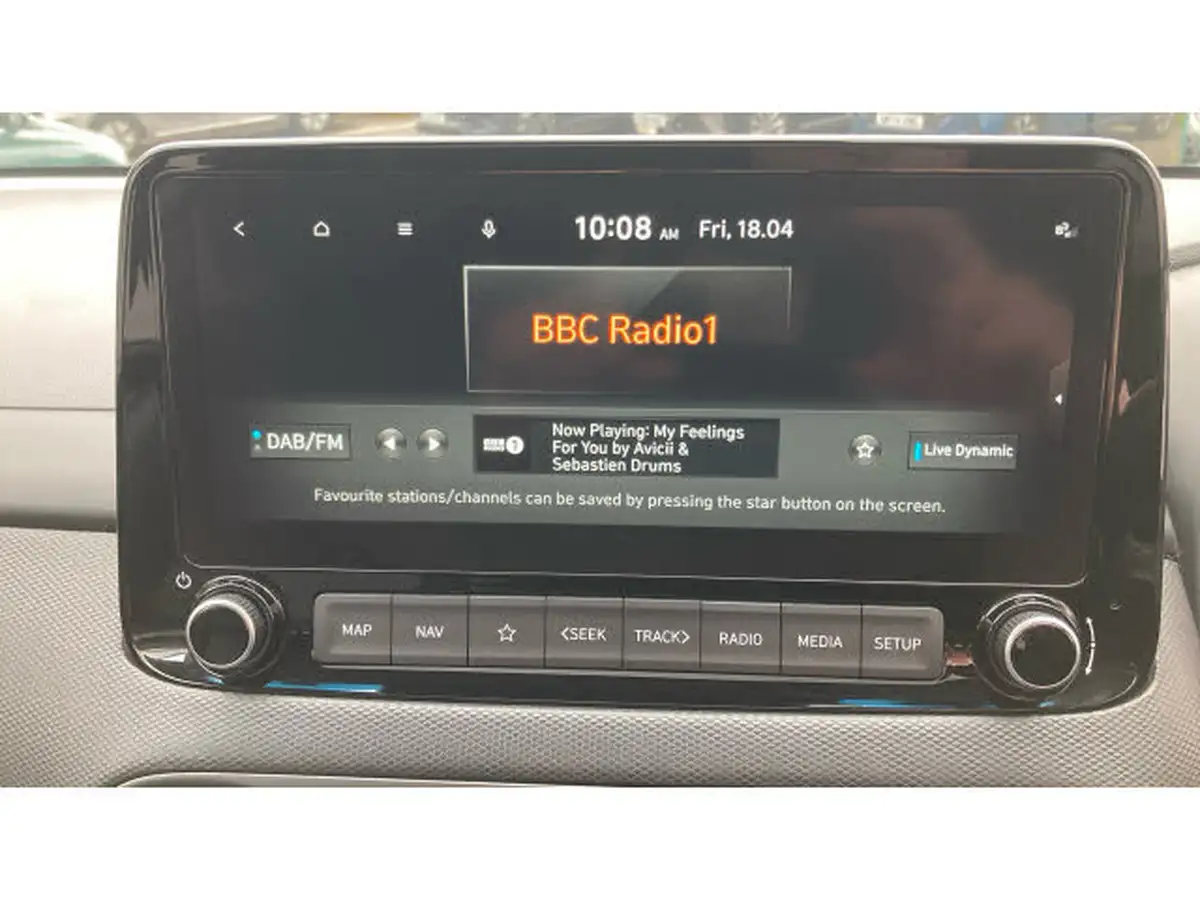 10:08 AM Fri, 18.04
BBC Radio1
DAB/FM
Now Playing: My Feelings
For You by Avicii &
Sebastien Drums
Live Dynamic
Favourite stations/channels can be saved by pressing the star button on the screen.
MAP NAV <SEEK TRACK> RADIO MEDIA SETUP